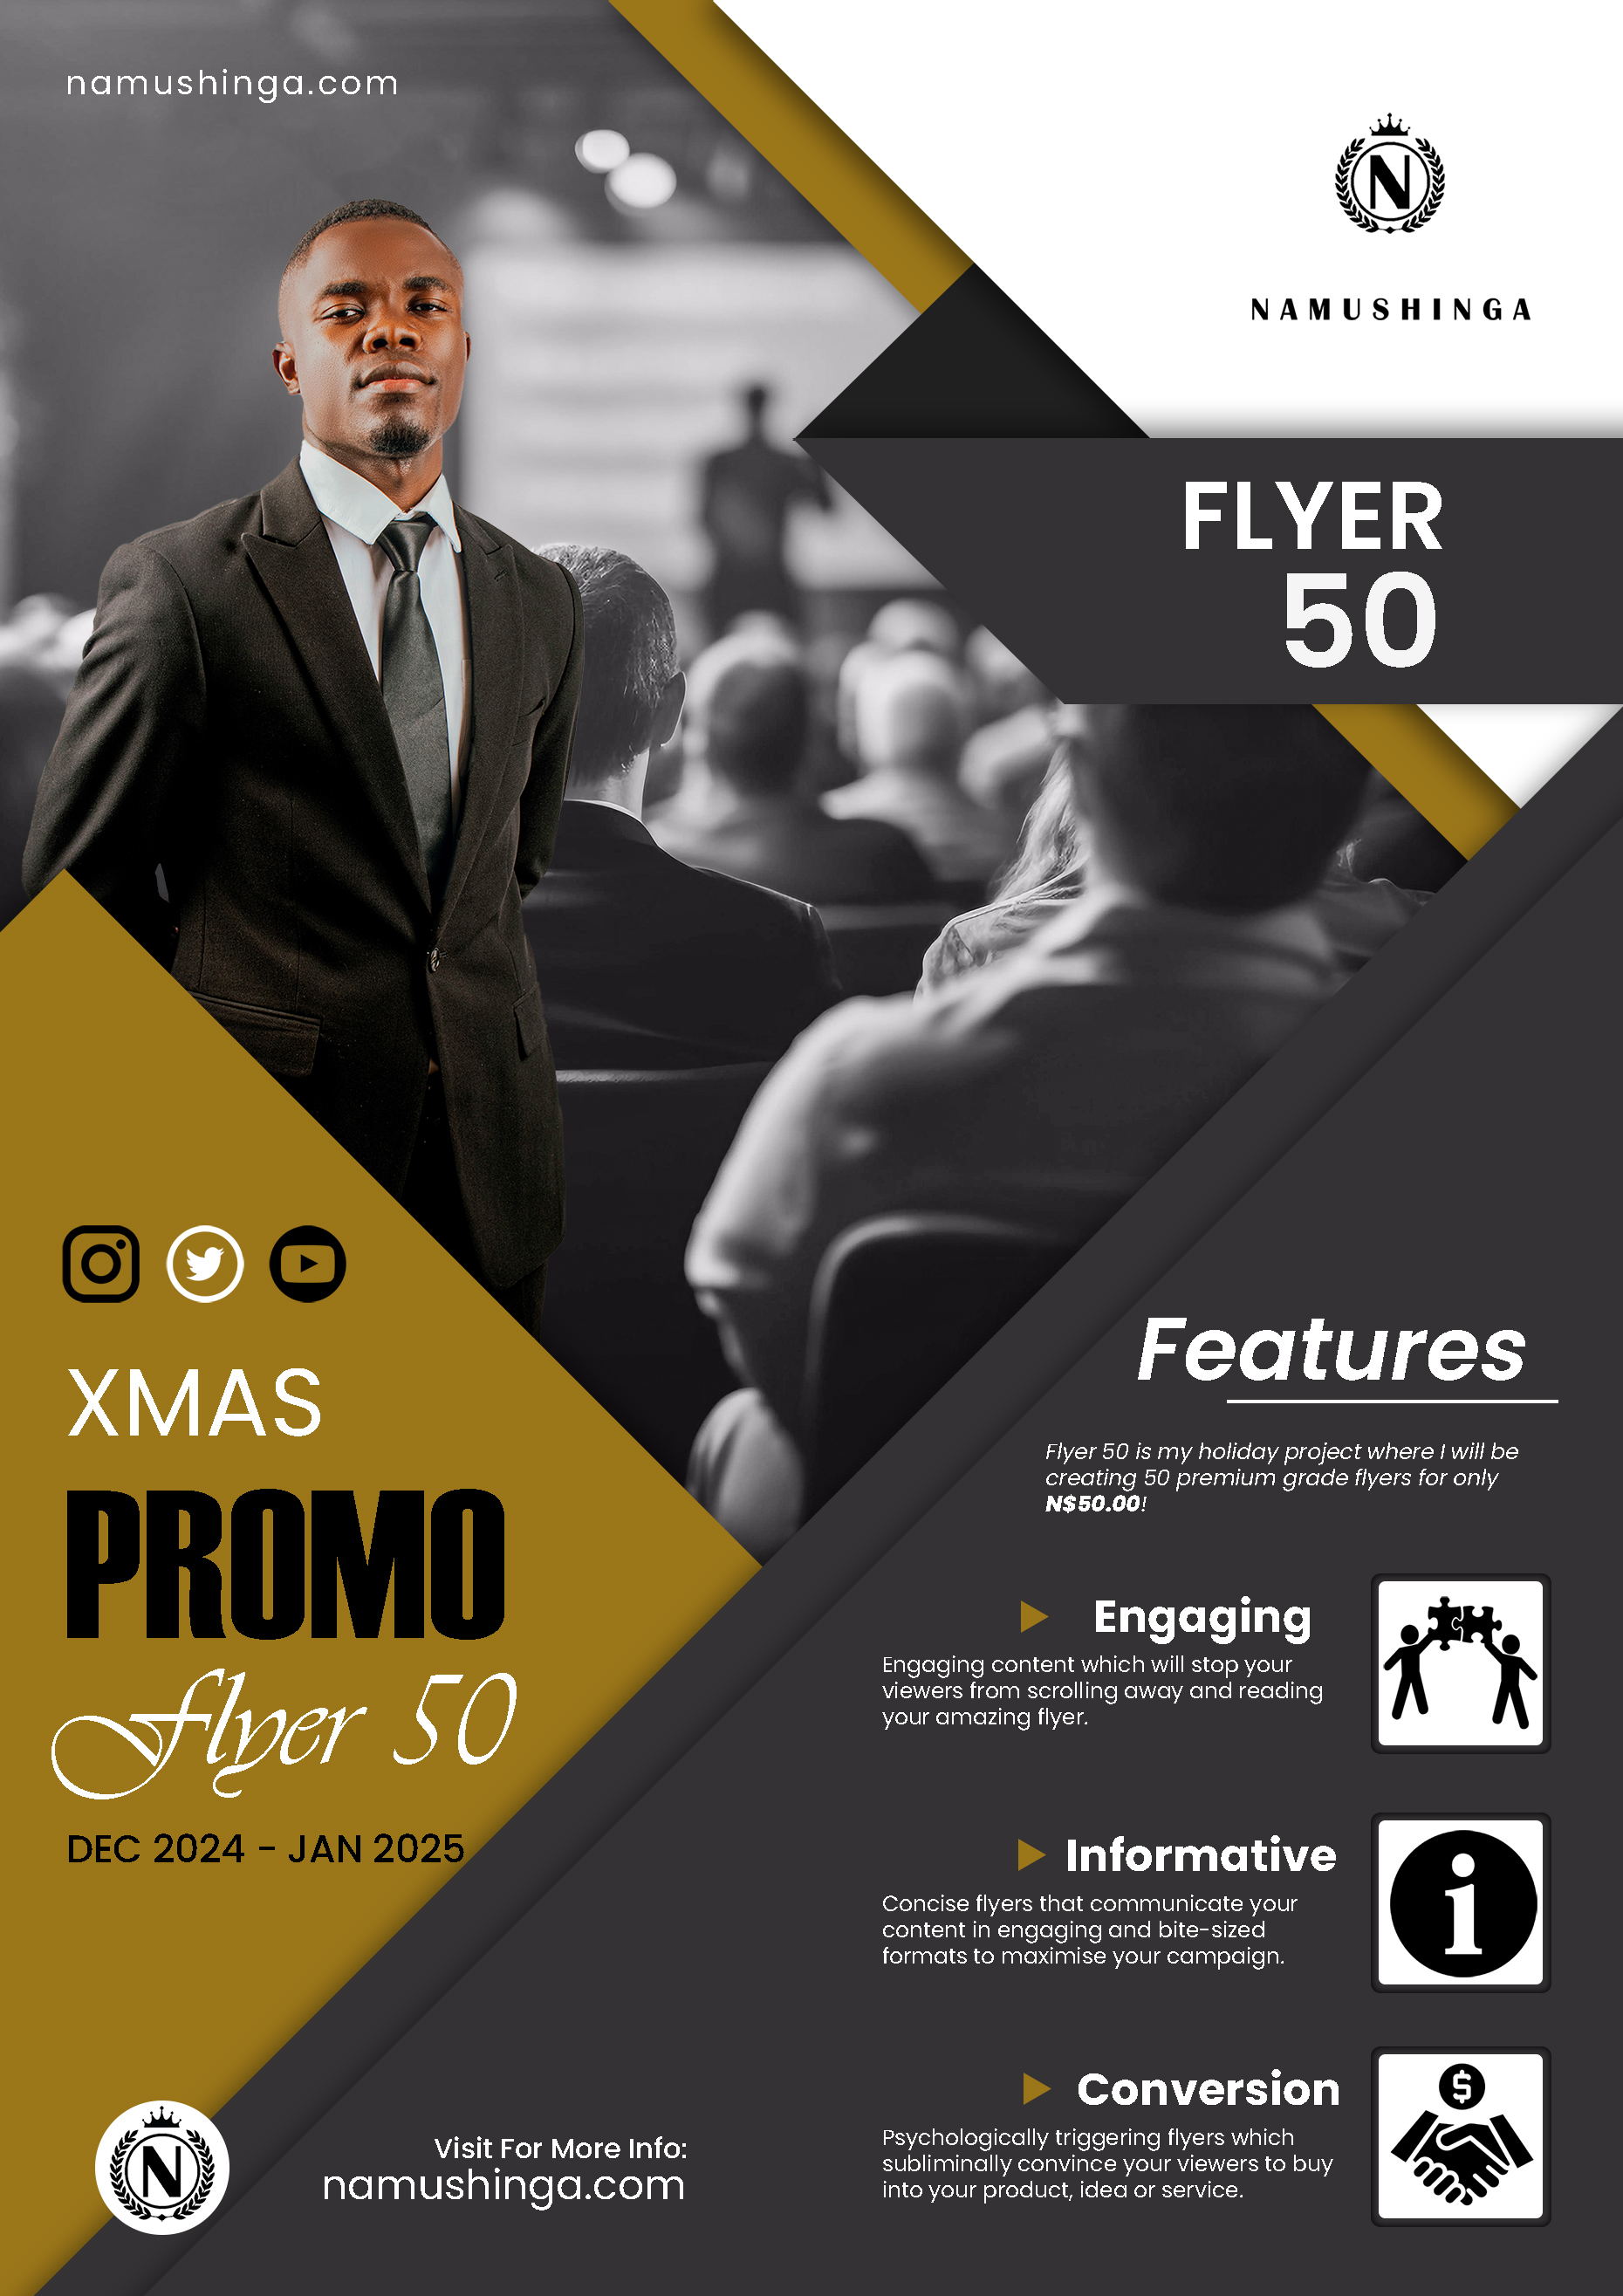 namushinga.com
N
NAMUSHINGA
FLYER
50
XMAS
PROMO
flyer 50
DEC 2024 - JAN 2025
Features
Flyer 50 is my holiday project where I will be
creating 50 premium grade flyers for only
N$50.00!
Engaging
Engaging content which will stop your
viewers from scrolling away and reading
your amazing flyer.
Informative
Concise flyers that communicate your
content in engaging and bite-sized
formats to maximise your campaign.
i
Conversion
Psychologically triggering flyers which
subliminally convince your viewers to buy
into your product, idea or service.
$
N
Visit For More Info:
namushinga.com